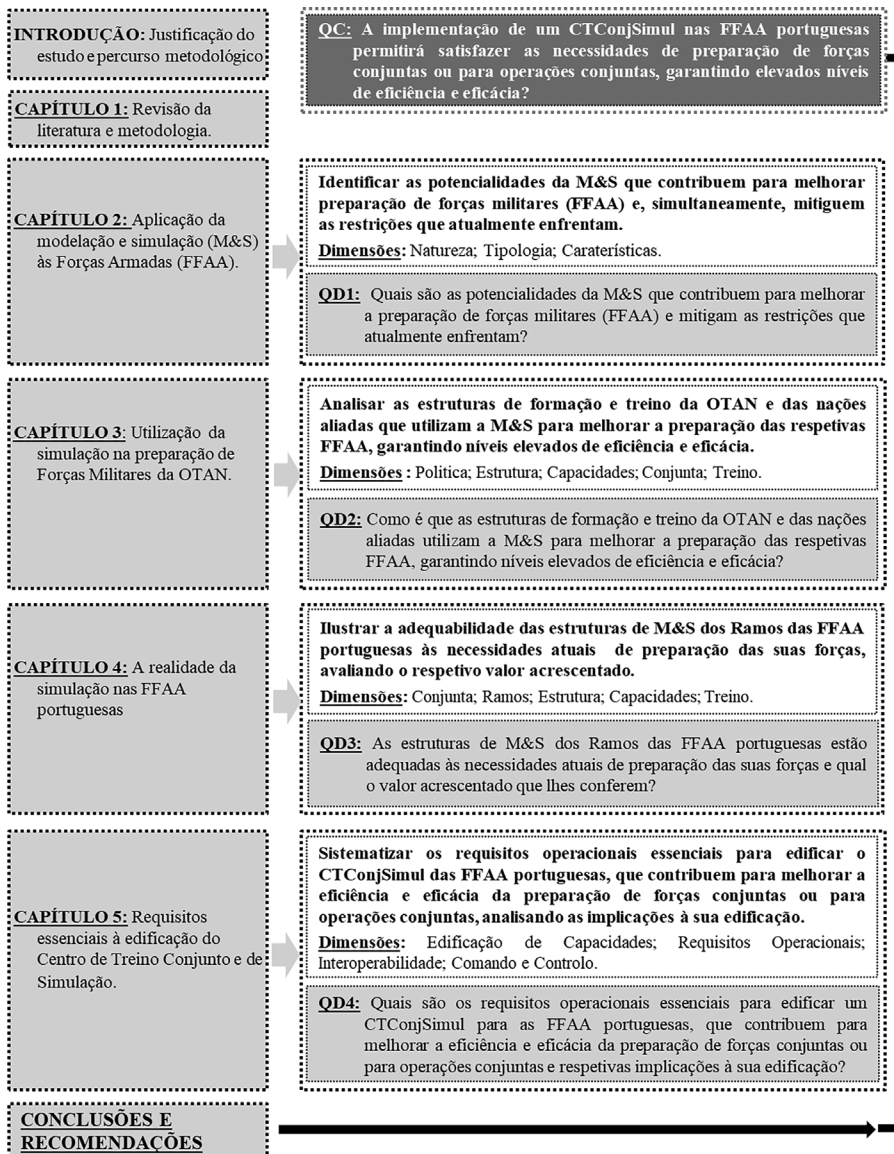 INTRODUÇÃO: Justificação do
estudo e percurso metodológico
QC: A implementação de um CTConjSimul nas FFAA portuguesas
permitirá satisfazer as necessidades de preparação de forças
conjuntas ou para operações conjuntas, garantindo elevados níveis
de eficiência e eficácia?
CAPÍTULO 1: Revisão da
literatura e metodologia.
CAPÍTULO 2: Aplicação da
modelação e simulação (M&S)
às Forças Armadas (FFAA).
Identificar as potencialidades da M&S que contribuem para melhorar
preparação de forças militares (FFAA) e, simultaneamente, mitiguem
as restrições que atualmente enfrentam.
Dimensões: Natureza; Tipologia; Caraterísticas.
QD1: Quais são as potencialidades da M&S que contribuem para melhorar
a preparação de forças militares (FFAA) e mitigam as restrições que
atualmente enfrentam?
CAPÍTULO 3: Utilização da
simulação na preparação de
Forças Militares da OTAN.
Analisar as estruturas de formação e treino da OTAN e das nações
aliadas que utilizam a M&S para melhorar a preparação das respetivas
FFAA, garantindo níveis elevados de eficiência e eficácia.
Dimensões : Politica; Estrutura; Capacidades; Conjunta; Treino.
QD2: Como é que as estruturas de formação e treino da OTAN e das nações
aliadas utilizam a M&S para melhorar a preparação das respetivas
FFAA, garantindo níveis elevados de eficiência e eficácia?
CAPÍTULO 4: A realidade da
simulação nas FFAA
portuguesas
Ilustrar a adequabilidade das estruturas de M&S dos Ramos das FFAA
portuguesas às necessidades atuais de preparação das suas forças,
avaliando o respetivo valor acrescentado.
Dimensões: Conjunta; Ramos; Estrutura; Capacidades; Treino.
QD3: As estruturas de M&S dos Ramos das FFAA portuguesas estão
adequadas às necessidades atuais de preparação das suas forças e qual
o valor acrescentado que lhes conferem?
CAPÍTULO 5: Requisitos
essenciais à edificação do
Centro de Treino Conjunto e de
Simulação.
Sistematizar os requisitos operacionais essenciais para edificar o
CTConjSimul das FFAA portuguesas, que contribuem para melhorar a
eficiência e eficácia da preparação de forças conjuntas ou para
operações conjuntas, analisando as implicações à sua edificação.
Dimensões: Edificação de Capacidades; Requisitos Operacionais;
Interoperabilidade; Comando e Controlo.
QD4: Quais são os requisitos operacionais essenciais para edificar um
CTConjSimul para as FFAA portuguesas, que contribuem para
melhorar a eficiência e eficácia da preparação de forças conjuntas ou
para operações conjuntas e respetivas implicações à sua edificação?
CONCLUSÕES E
RECOMENDAÇÕES